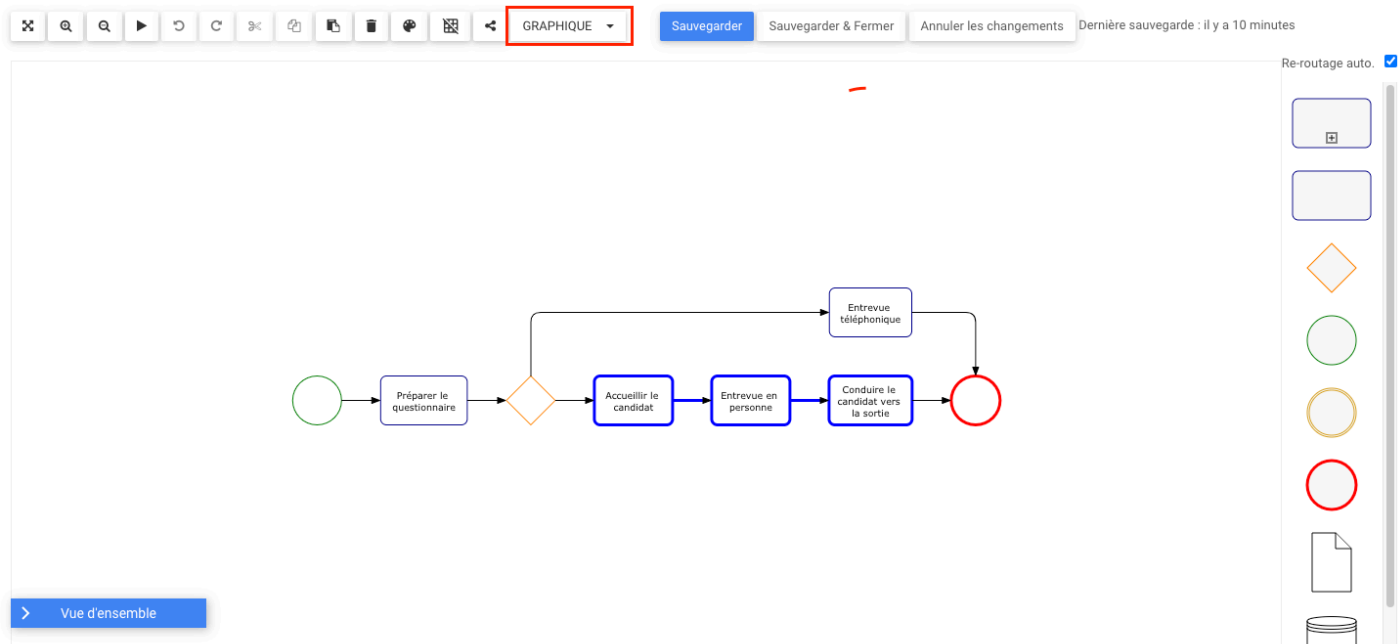 GRAPHIQUE
Sauvegarder
Sauvegarder & Fermer
Annuler les changements
Dernière sauvegarde : il y a 10 minutes
Re-routage auto.
Entrevue
téléphonique
Préparer le
questionnaire
Accueillir le
candidat
Entrevue en
personne
Conduire le
candidat vers
la sortie
Vue d'ensemble